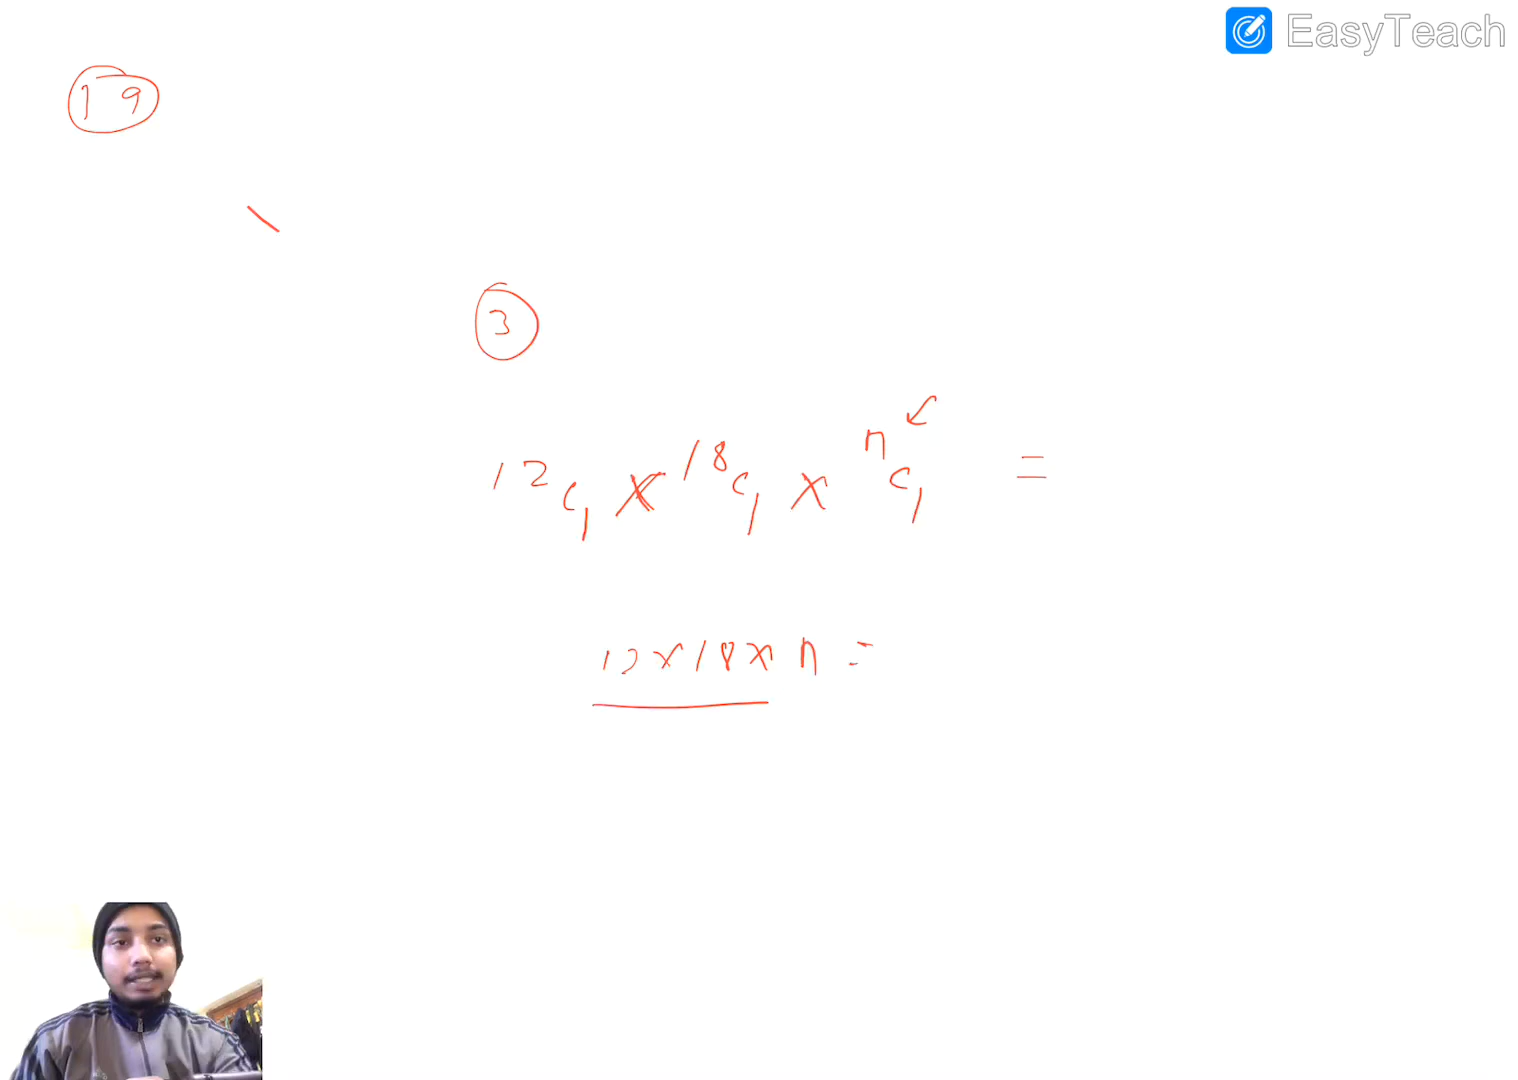 EasyTeach
19
3
¹²C₁ × ¹⁸C₁ × ⁿC₁ =
12 × 18 × n =